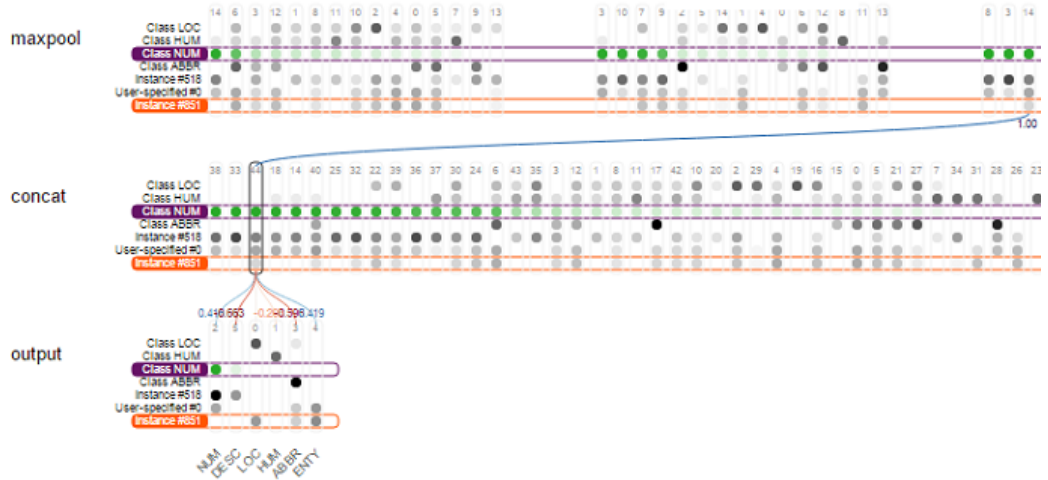 14 6 3 1 8 11 10 2 4 0 5 7 9 13 3 10 7 9 2 5 14 1 4 0 6 12 8 11 13 8 3 14
maxpool
Class LOC
Class HUM
Class NUM
Class ABBR
Instance #518
User-specified #0
Instance #851
1.00
38 33 44 18 14 40 25 32 22 39 36 37 30 24 6 43 35 3 12 1 8 11 17 42 10 20 2 29 4 19 16 15 0 5 21 27 7 34 31 28 26 23
concat
Class LOC
Class HUM
Class NUM
Class ABBR
Instance #518
User-specified #0
Instance #851
2 5 0 1 3 4
output
Class LOC
Class HUM
Class NUM
Class ABBR
Instance #518
User-specified #0
Instance #851
NUM DESC LOC HUM ABBR ENTY